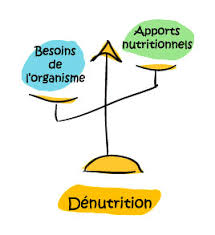 Apports
nutritionnels
Besoins
de
l'organisme
Dénutrition